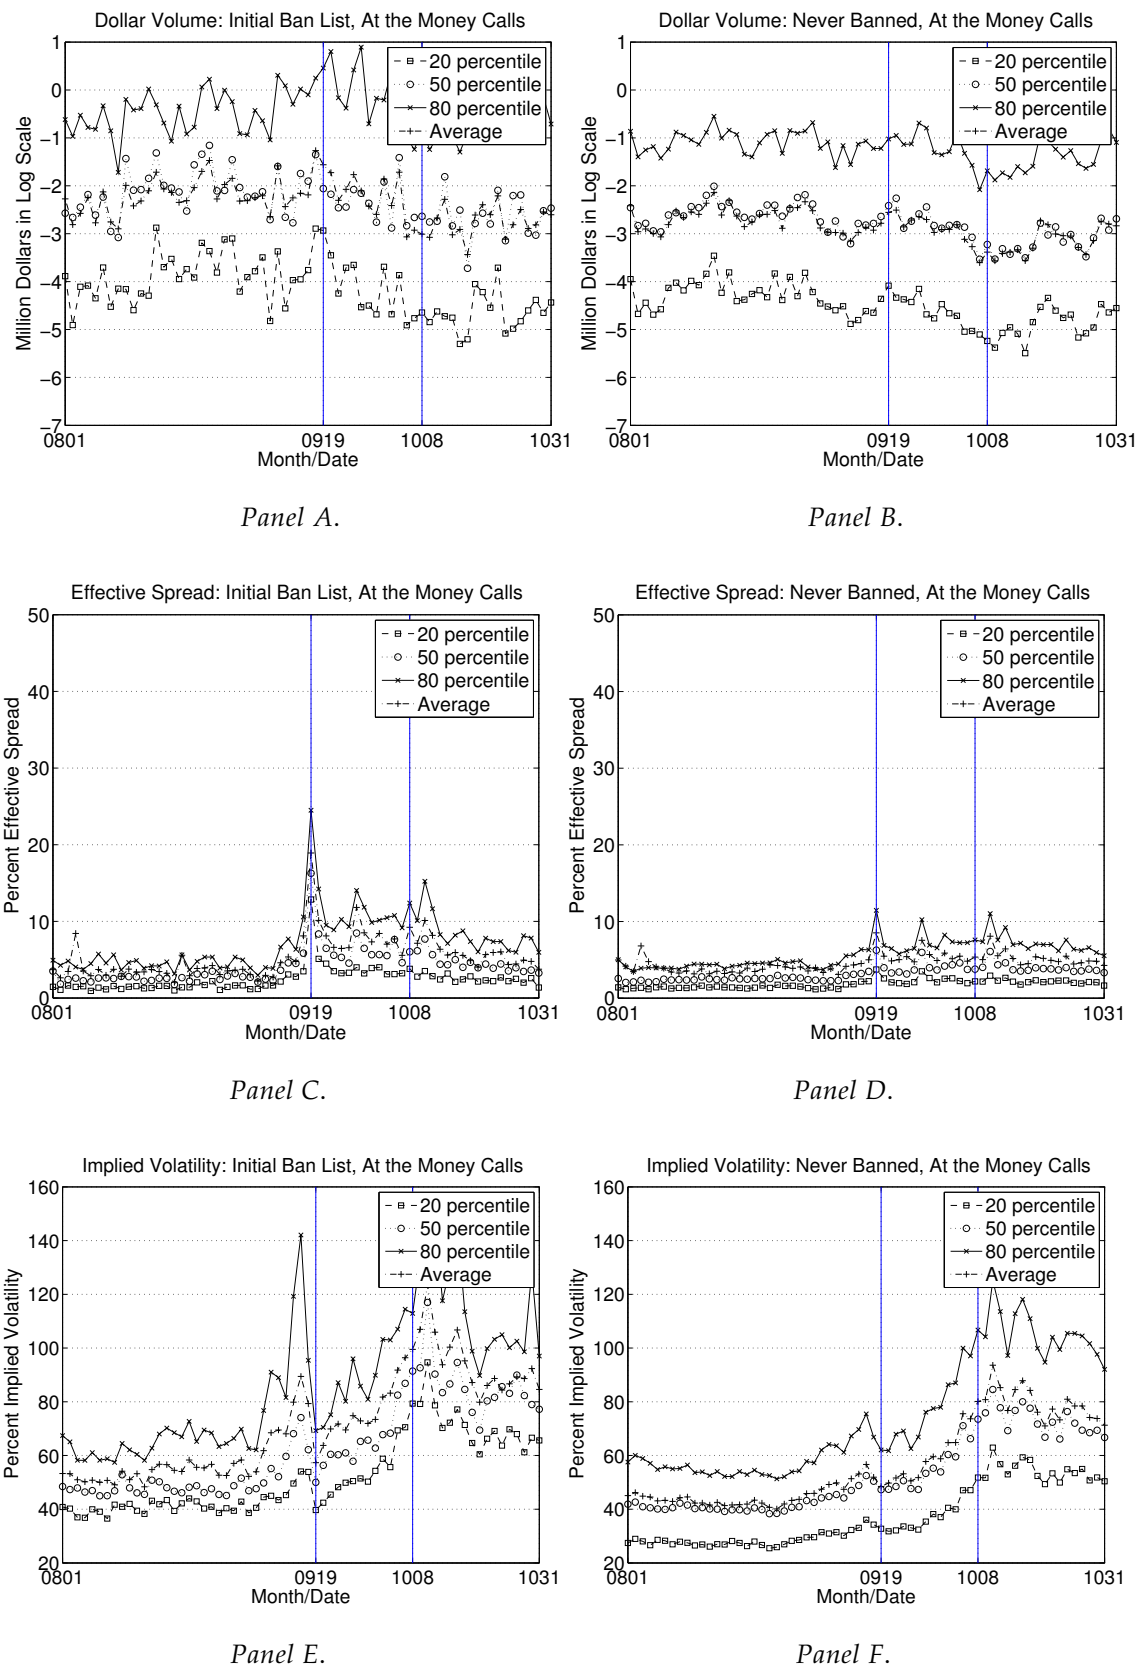 Dollar Volume: Initial Ban List, At the Money Calls
1
0
−1
−2
−3
−4
−5
−6
−7
Million Dollars in Log Scale
20 percentile
50 percentile
80 percentile
Average
0801
0919
1008
1031
Month/Date
Panel A.
Dollar Volume: Never Banned, At the Money Calls
1
0
−1
−2
−3
−4
−5
−6
−7
Million Dollars in Log Scale
20 percentile
50 percentile
80 percentile
Average
0801
0919
1008
1031
Month/Date
Panel B.
Effective Spread: Initial Ban List, At the Money Calls
50
40
30
20
10
0
Percent Effective Spread
20 percentile
50 percentile
80 percentile
Average
0801
0919
1008
1031
Month/Date
Panel C.
Effective Spread: Never Banned, At the Money Calls
50
40
30
20
10
0
Percent Effective Spread
20 percentile
50 percentile
80 percentile
Average
0801
0919
1008
1031
Month/Date
Panel D.
Implied Volatility: Initial Ban List, At the Money Calls
160
140
120
100
80
60
40
20
Percent Implied Volatility
20 percentile
50 percentile
80 percentile
Average
0801
0919
1008
1031
Month/Date
Panel E.
Implied Volatility: Never Banned, At the Money Calls
160
140
120
100
80
60
40
20
Percent Implied Volatility
20 percentile
50 percentile
80 percentile
Average
0801
0919
1008
1031
Month/Date
Panel F.